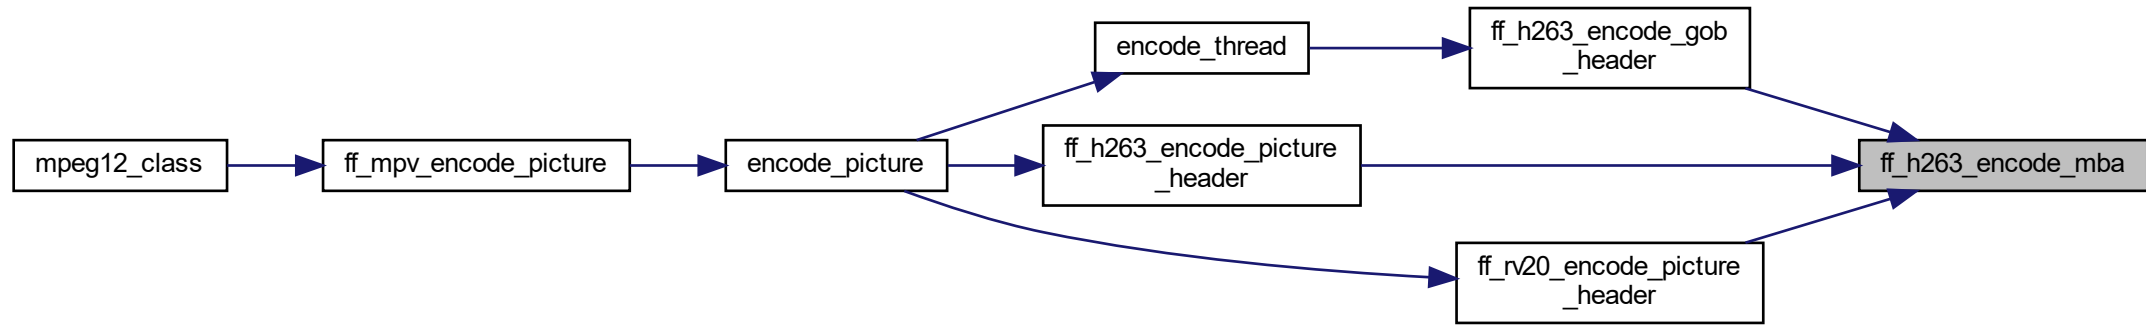 encode_thread
ff_h263_encode_gob
_header
mpeg12_class
ff_mpv_encode_picture
encode_picture
ff_h263_encode_picture
_header
ff_h263_encode_mba
ff_rv20_encode_picture
_header